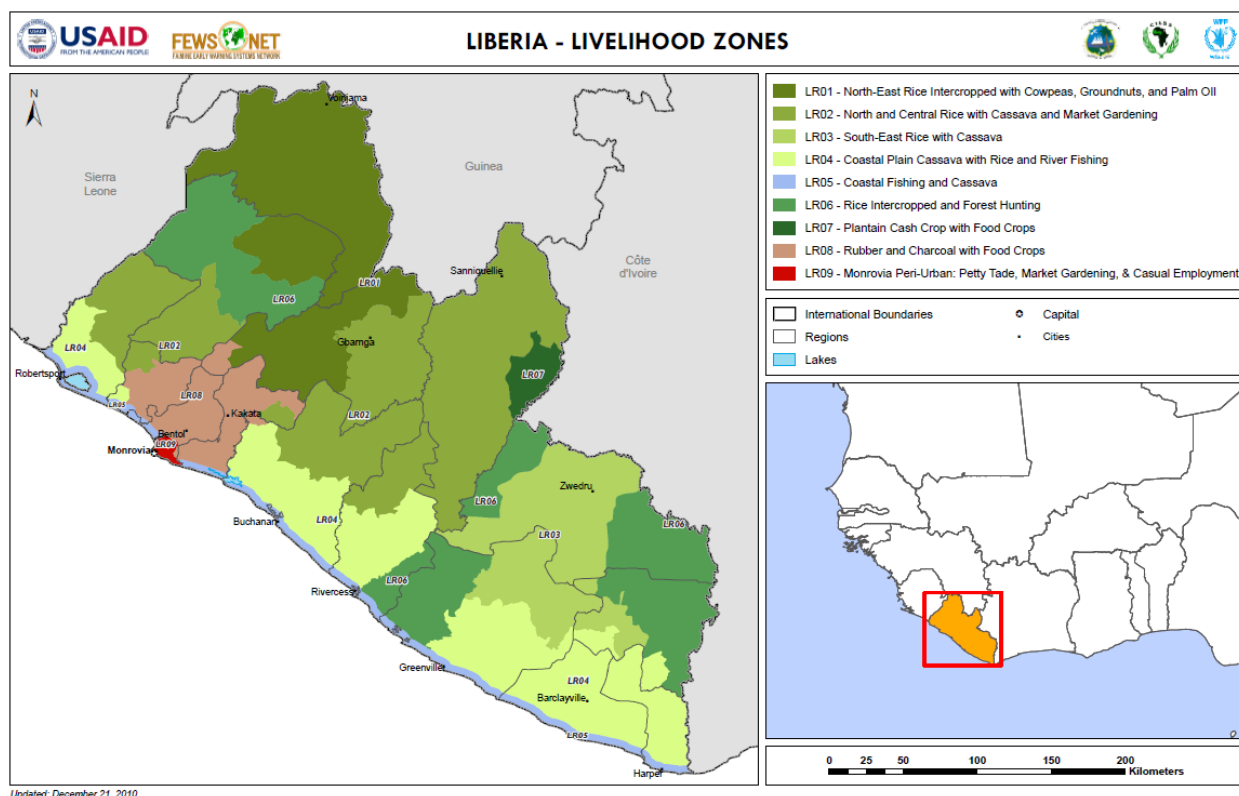 USAID
FROM THE AMERICAN PEOPLE
FEWS NET
FAMINE EARLY WARNING SYSTEMS NETWORK
LIBERIA - LIVELIHOOD ZONES
CILSS
WFP
N
Voinjama
Sierra
Leone
Guinea
Côte
d'Ivoire
Sanniquellie
LR01
LR06
Gbarnga
LR04
LR02
Robertsport
LR07
LR08
LR05
Kakata
LR02
Bentol
LR09
Monrovia
Zwedru
LR06
LR06
Buchanan
LR04
LR03
LR06
Rivercess
Greenville
LR04
Barclayville
LR05
Harper
Updated: December 21, 2010
LR01 - North-East Rice Intercropped with Cowpeas, Groundnuts, and Palm OIl
LR02 - North and Central Rice with Cassava and Market Gardening
LR03 - South-East Rice with Cassava
LR04 - Coastal Plain Cassava with Rice and River Fishing
LR05 - Coastal Fishing and Cassava
LR06 - Rice Intercropped and Forest Hunting
LR07 - Plantain Cash Crop with Food Crops
LR08 - Rubber and Charcoal with Food Crops
LR09 - Monrovia Peri-Urban: Petty Tade, Market Gardening, & Casual Employment
International Boundaries
Capital
Regions
Cities
Lakes
0 25 50 100 150 200
Kilometers